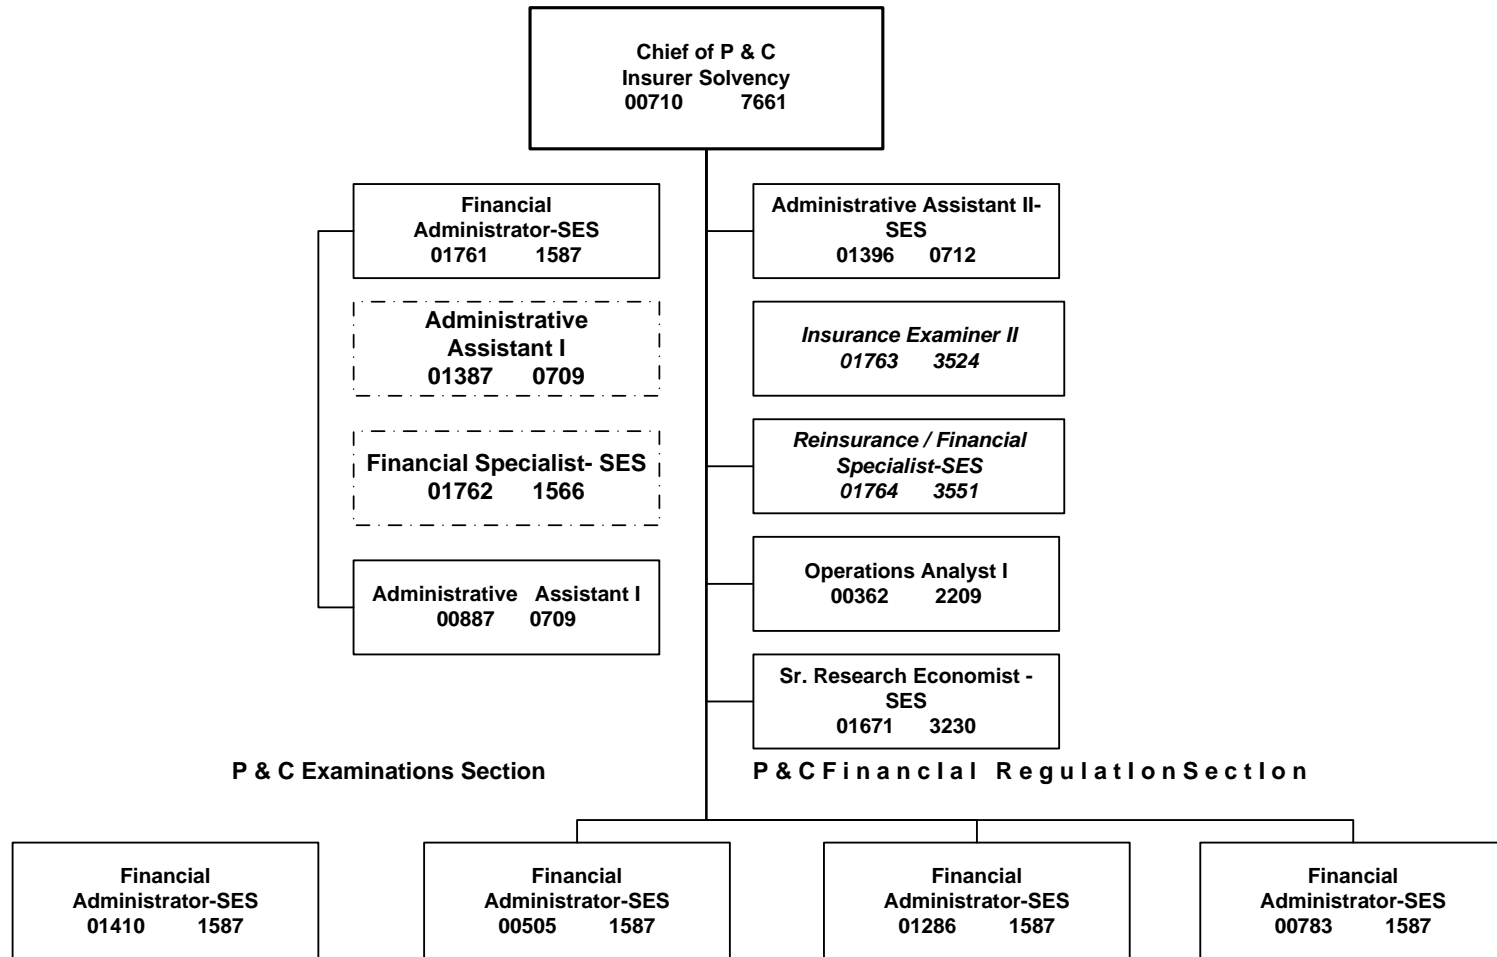 Chief of P & C
Insurer Solvency
00710 7661
Financial
Administrator-SES
01761 1587
Administrative Assistant II-
SES
01396 0712
Administrative
Assistant I
01387 0709
Insurance Examiner II
01763 3524
Financial Specialist- SES
01762 1566
Reinsurance / Financial
Specialist-SES
01764 3551
Administrative Assistant I
00887 0709
Operations Analyst I
00362 2209
Sr. Research Economist -
SES
01671 3230
P & C Examinations Section
P & C F i n a n c I a l R e g u l a t I o n S e c t I o n
Financial
Administrator-SES
01410 1587
Financial
Administrator-SES
00505 1587
Financial
Administrator-SES
01286 1587
Financial
Administrator-SES
00783 1587